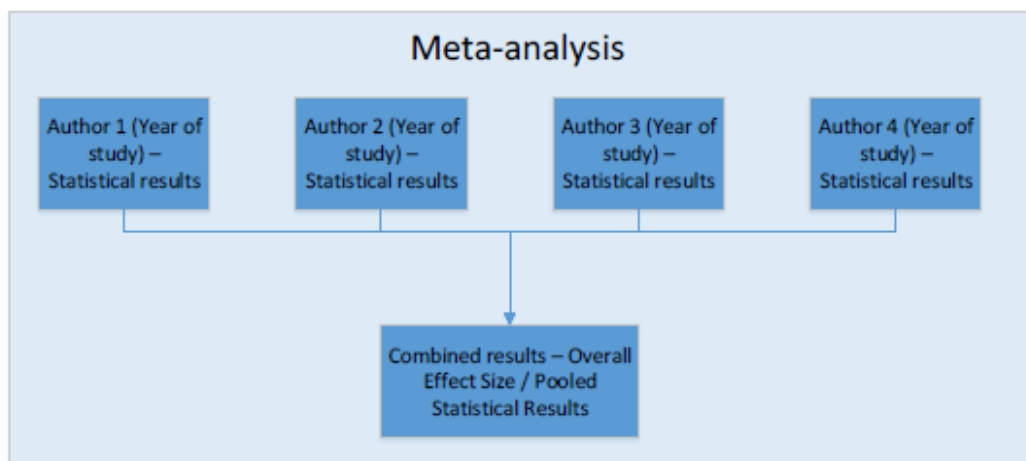 Meta-analysis
Author 1 (Year of
study) –
Statistical results
Author 2 (Year of
study) –
Statistical results
Author 3 (Year of
study) –
Statistical results
Author 4 (Year of
study) –
Statistical results
Combined results – Overall
Effect Size / Pooled
Statistical Results